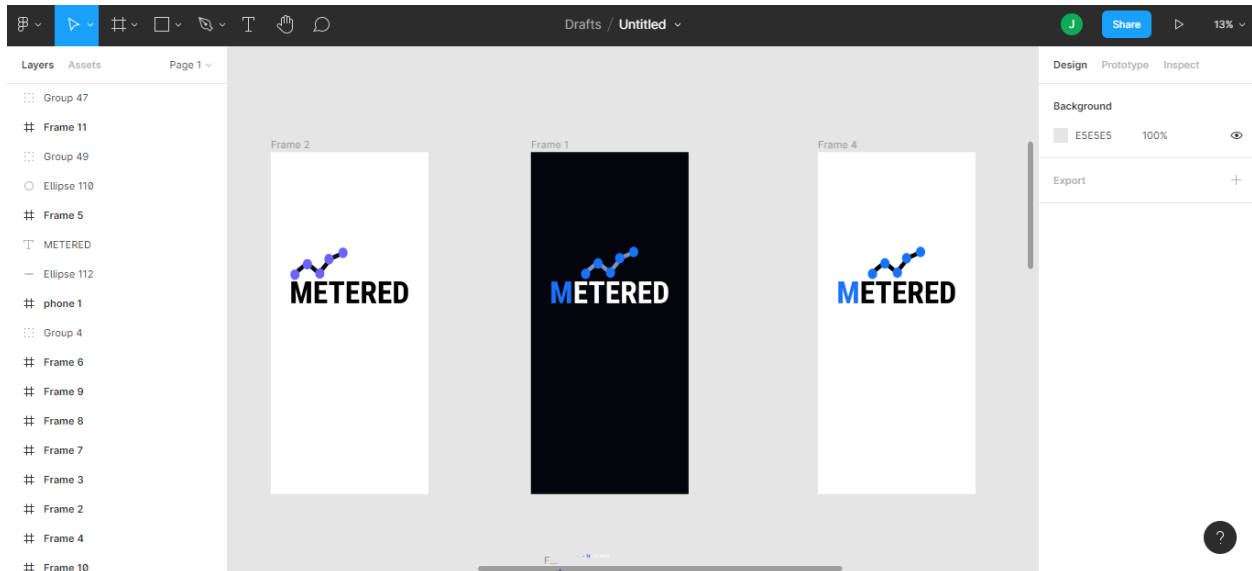 Drafts / Untitled
J
Share
13%
Layers Assets Page 1
Group 47
Frame 11
Group 49
Ellipse 110
Frame 5
METERED
Ellipse 112
phone 1
Group 4
Frame 6
Frame 9
Frame 8
Frame 7
Frame 3
Frame 2
Frame 4
Frame 10
Frame 2
METERED
Frame 1
METERED
Frame 4
METERED
F...
Design Prototype Inspect
Background
E5E5E5 100%
Export
?